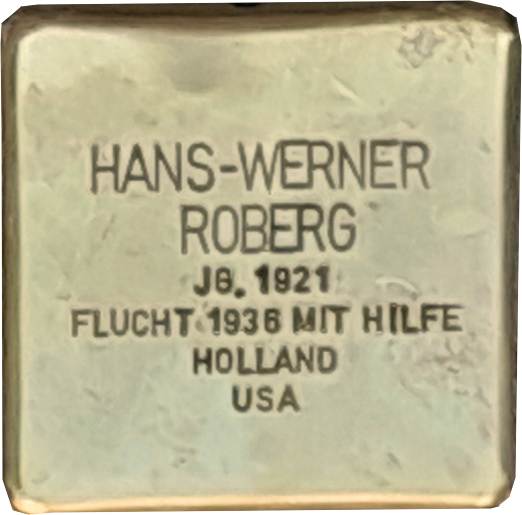 HANS-WERNER
ROBERG
JG. 1921
FLUCHT 1936 MIT HILFE
HOLLAND
USA